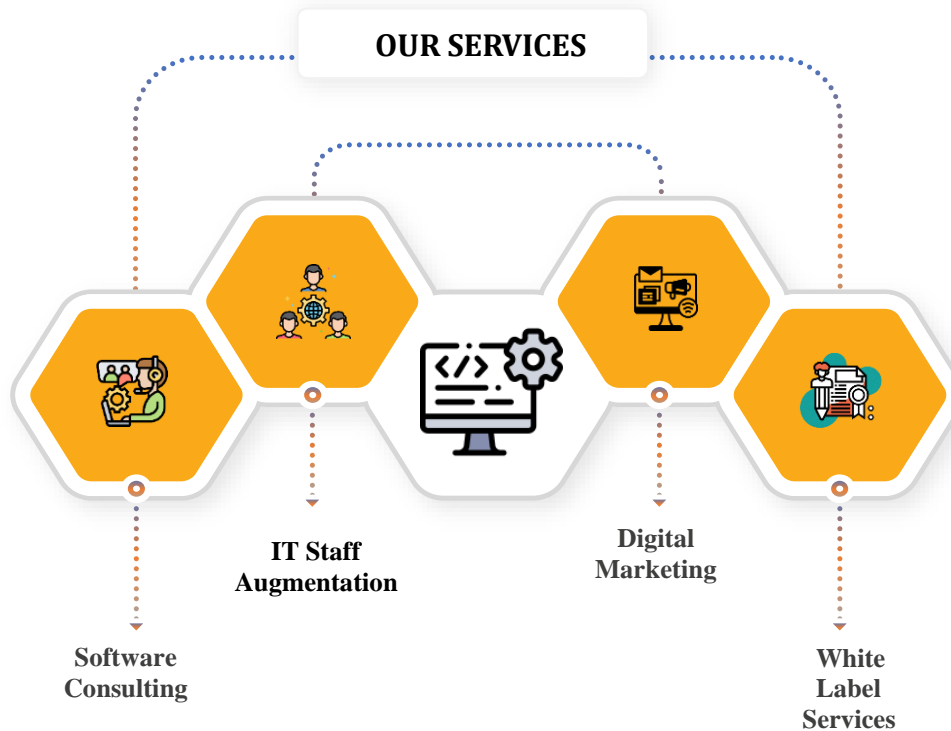 OUR SERVICES
</>
IT Staff
Augmentation
Digital
Marketing
Software
Consulting
White
Label
Services